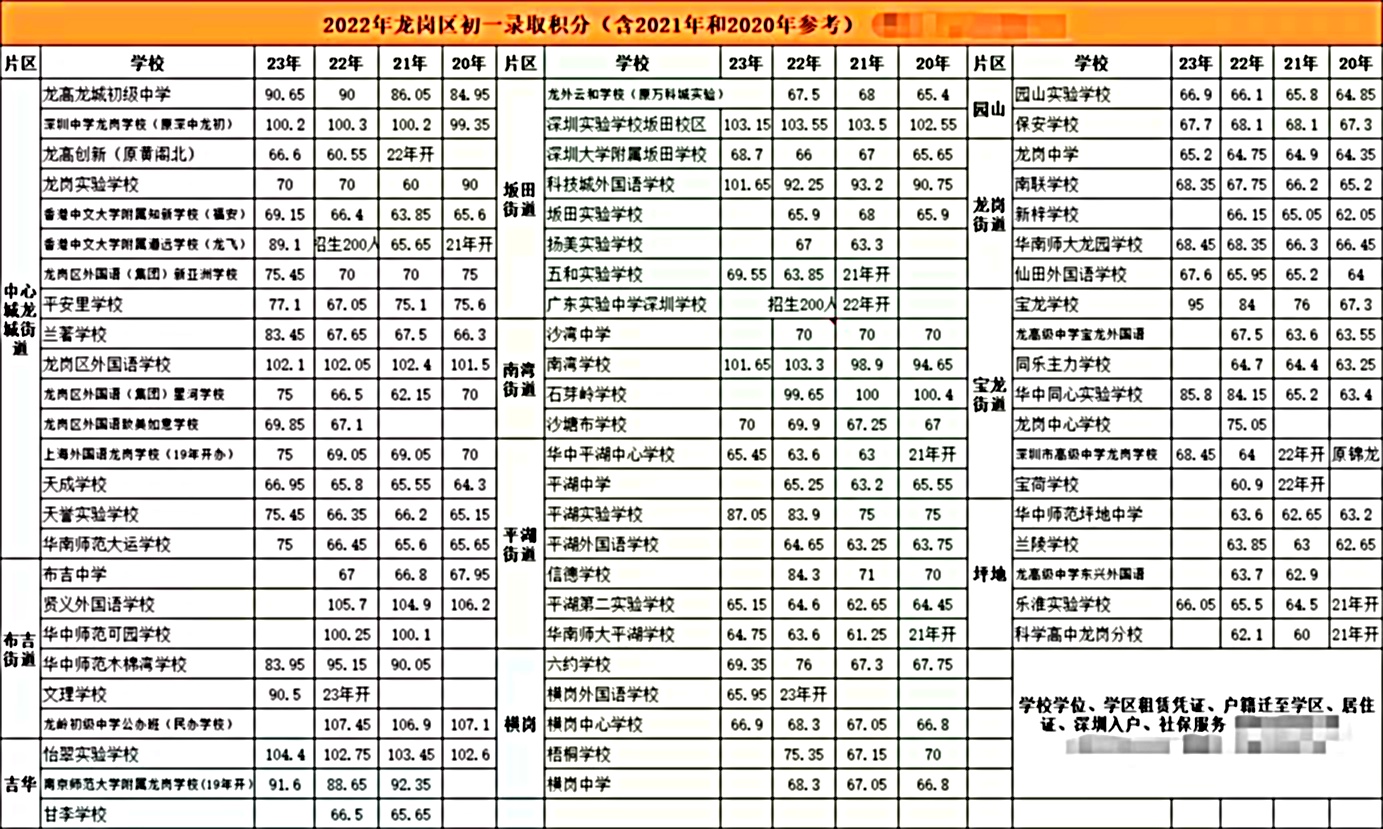 2022年龙岗区初一录取积分（含2021年和2020年参考）
片区 学校 23年 22年 21年 20年 片区 学校 23年 22年 21年 20年 片区 学校 23年 22年 21年 20年
中心城龙城街道
龙高龙城初级中学 90.65 90 86.05 84.95
深圳中学龙岗学校（原深中龙初） 100.2 100.3 100.2 99.35
龙高创新（原黄阁北） 66.6 60.55 22年开
龙岗实验学校 70 70 60 90
香港中文大学附属知新学校（福安） 69.15 66.4 63.85 65.6
香港中文大学附属道远学校（龙飞） 89.1 招生200人 65.65 21年开
龙岗区外国语（集团）新亚洲学校 75.45 70 70 75
平安里学校 77.1 67.05 75.1 75.6
兰著学校 83.45 67.65 67.5 66.3
龙岗区外国语学校 102.1 102.05 102.4 101.5
龙岗区外国语（集团）星河学校 75 66.5 62.15 70
龙岗区外国语致美如意学校 69.85 67.1
上海外国语龙岗学校（19年开办） 75 69.05 69.05 70
天成学校 66.95 65.8 65.55 64.3
天誉实验学校 75.45 66.35 66.2 65.15
华南师范大运学校 75 66.45 65.6 65.65
布吉街道
布吉中学 67 66.8 67.95
贤义外国语学校 105.7 104.9 106.2
华中师范可园学校 100.25 100.1
华中师范木棉湾学校 83.95 95.15 90.05
文理学校 90.5 23年开
龙岭初级中学公办班（民办学校） 107.45 106.9 107.1
吉华
怡翠实验学校 104.4 102.75 103.45 102.6
南京师范大学附属龙岗学校(19年开) 91.6 88.65 92.35
甘李学校 66.5 65.65
坂田街道
龙外云和学校（原万科城实验） 67.5 68 65.4
深圳实验学校坂田校区 103.15 103.55 103.5 102.55
深圳大学附属坂田学校 68.7 66 67 65.65
科技城外国语学校 101.65 92.25 93.2 90.75
坂田实验学校 65.9 68 65.9
扬美实验学校 67 63.3
五和实验学校 69.55 63.85 21年开
广东实验中学深圳学校 招生200人 22年开
南湾街道
沙湾中学 70 70 70
南湾学校 101.65 103.3 98.9 94.65
石芽岭学校 99.65 100 100.4
沙塘布学校 70 69.9 67.25 67
平湖街道
华中平湖中心学校 65.45 63.6 63 21年开
平湖中学 65.25 63.2 65.55
平湖实验学校 87.05 83.9 75 75
平湖外国语学校 64.65 63.25 63.75
信德学校 84.3 71 70
平湖第二实验学校 65.15 64.6 62.65 64.45
华南师大平湖学校 64.75 63.6 61.25 21年开
横岗
六约学校 69.35 76 67.3 67.75
横岗外国语学校 65.95 23年开
横岗中心学校 66.9 68.3 67.05 66.8
梧桐学校 75.35 67.15 70
横岗中学 68.3 67.05 66.8
园山
园山实验学校 66.9 66.1 65.8 64.85
保安学校 67.7 68.1 68.1 67.3
龙岗街道
龙岗中学 65.2 64.75 64.9 64.35
南联学校 68.35 67.75 66.2 65.2
新梓学校 66.15 65.05 62.05
华南师大龙园学校 68.45 68.35 66.3 66.45
仙田外国语学校 67.6 65.95 65.2 64
宝龙街道
宝龙学校 95 84 76 67.3
龙高级中学宝龙外国语 67.5 63.6 63.55
同乐主力学校 64.7 64.4 63.25
华中同心实验学校 85.8 84.15 65.2 63.4
龙岗中心学校 75.05
深圳市高级中学龙岗学校 68.45 64 22年开 原锦龙
宝荷学校 60.9 22年开
坪地
华中师范坪地中学 63.6 62.65 63.2
兰陵学校 63.85 63 62.65
龙高级中学东兴外国语 63.7 62.9
乐淮实验学校 66.05 65.5 64.5 21年开
科学高中龙岗分校 62.1 60 21年开
学校学位、学区租赁凭证、户籍迁至学区、居住
证、深圳入户、社保服务